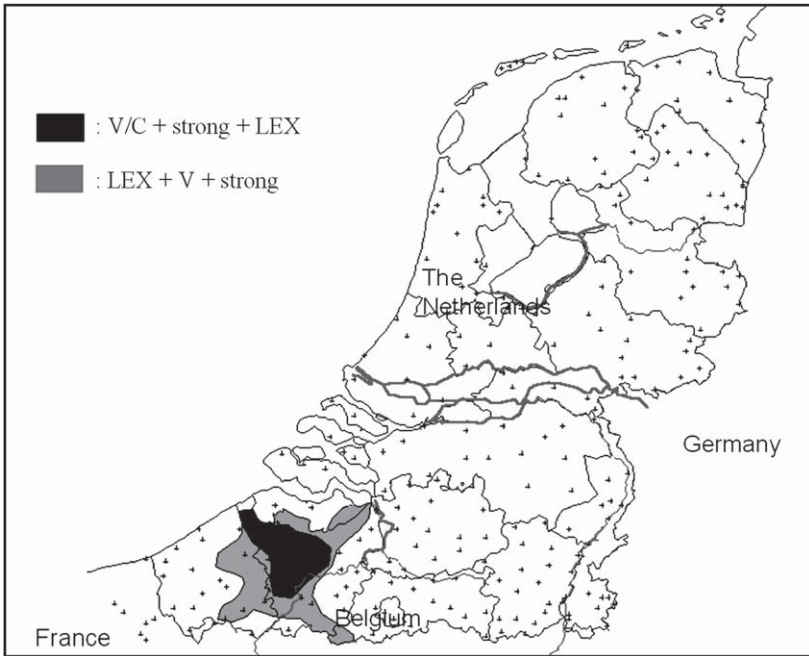 : V/C + strong + LEX
: LEX + V + strong
The
Netherlands
Germany
Belgium
France